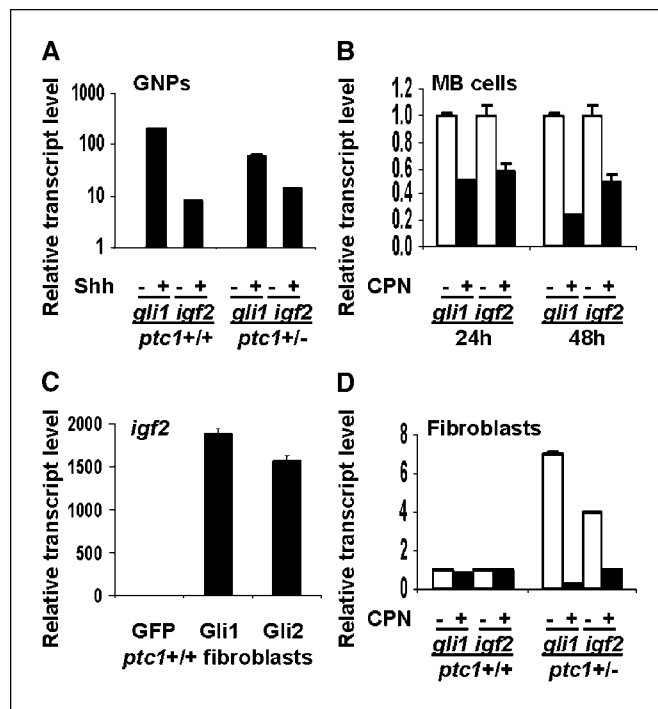 A
GNPs
Relative transcript level
1000
100
10
1
Shh - + - + - + - +
gli1 igf2 gli1 igf2
ptc1+/+ ptc1+/-
B
MB cells
Relative transcript level
1.2
1.0
0.8
0.6
0.4
0.2
0.0
CPN - + - + - + - +
gli1 igf2 gli1 igf2
24h 48h
C
igf2
Relative transcript level
2000
1500
1000
500
0
GFP Gli1 Gli2
ptc1+/+ fibroblasts
D
Fibroblasts
Relative transcript level
8
6
4
2
0
CPN - + - + - + - +
gli1 igf2 gli1 igf2
ptc1+/+ ptc1+/-